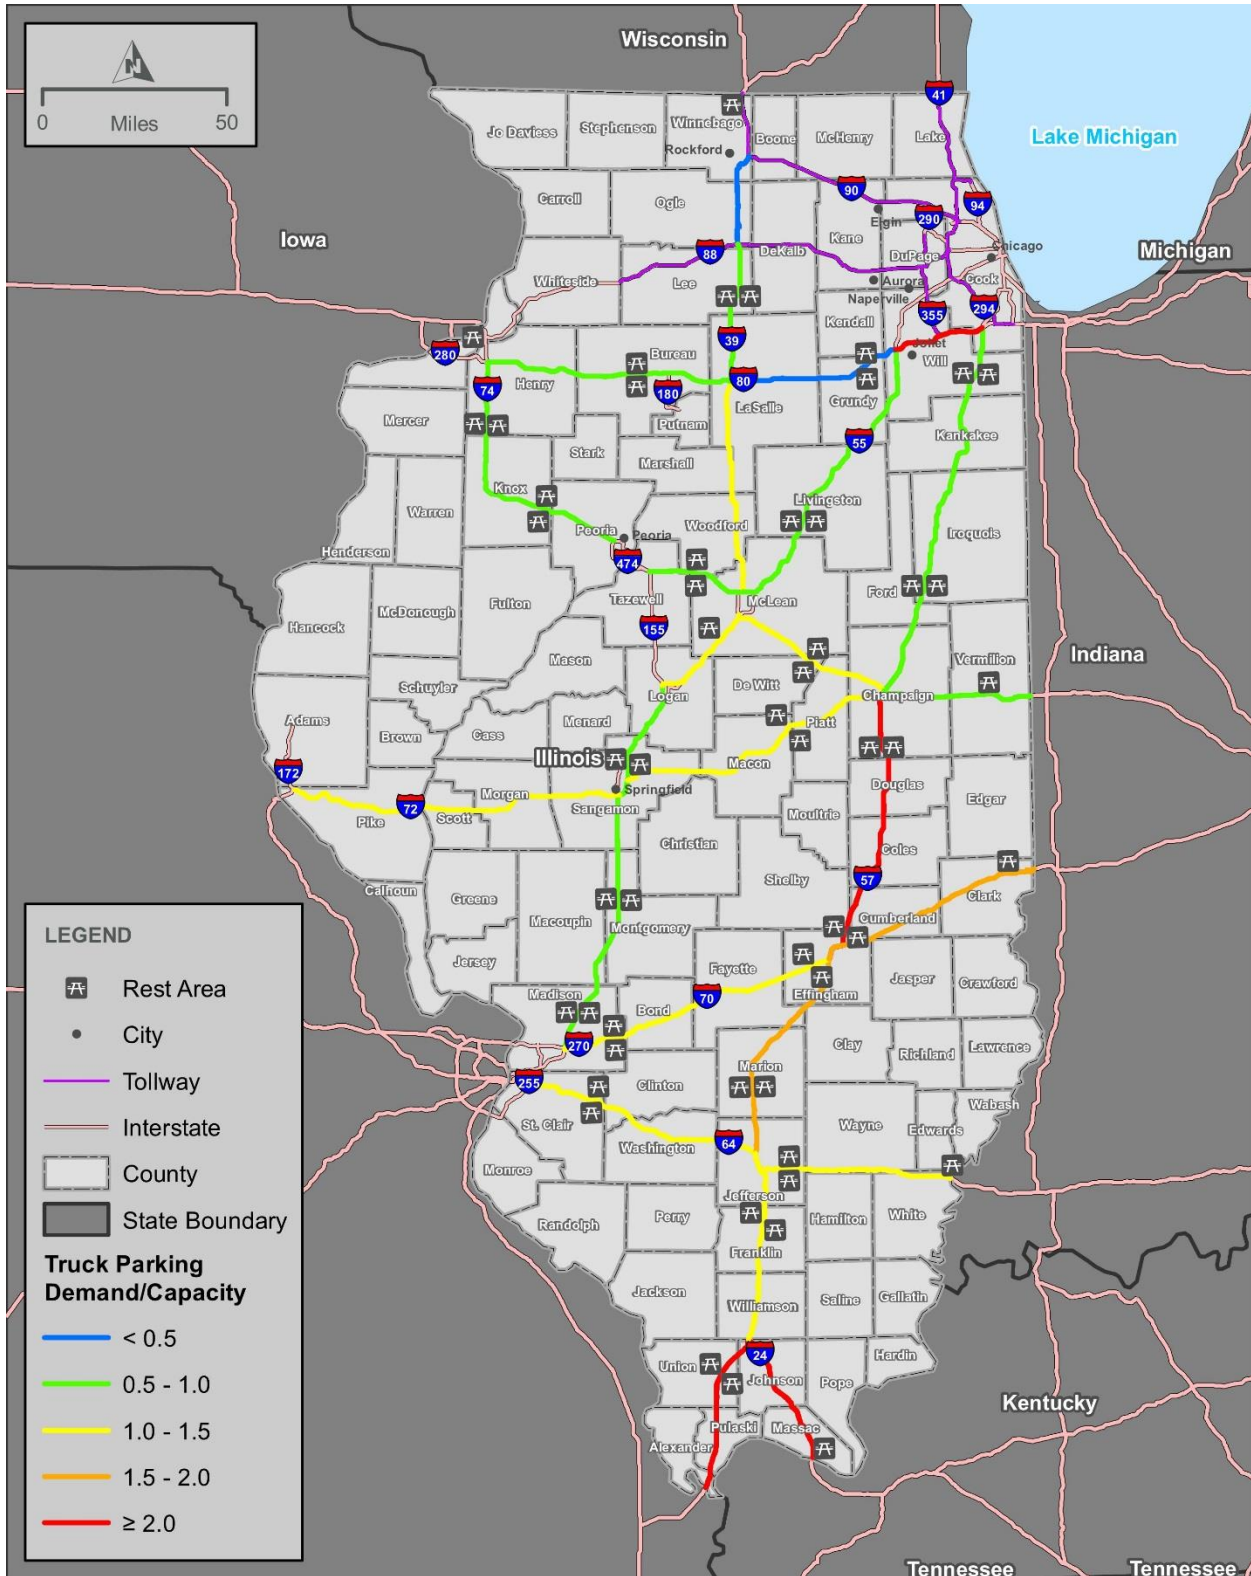 Wisconsin
N
0 Miles 50
41
Jo Daviess
Stephenson
Winnebago
Boone
McHenry
Lake
Lake Michigan
Rockford
Carroll
Ogle
90
94
Elgin
290
Iowa
Kane
DeKalb
Chicago
Michigan
88
DuPage
Whiteside
Lee
Aurora
Cook
Naperville
Kendall
355
294
280
Bureau
39
Joliet
Will
Henry
80
74
180
LaSalle
Grundy
Mercer
Putnam
55
Kankakee
Stark
Marshall
Knox
Livingston
Warren
Woodford
Peoria
Peoria
Iroquois
Henderson
474
Ford
Fulton
McLean
McDonough
Tazewell
Hancock
155
Mason
Vermilion
Indiana
De Witt
Schuyler
Logan
Champaign
Adams
Menard
Piatt
Brown
Cass
Illinois
Macon
172
Springfield
Douglas
Morgan
72
Edgar
Scott
Sangamon
Moultrie
Pike
Christian
Coles
57
Shelby
Calhoun
Greene
Clark
Macoupin
Cumberland
Montgomery
Jersey
Fayette
Jasper
Crawford
Madison
70
Effingham
Bond
270
Clay
Richland
Lawrence
Marion
255
Clinton
Wabash
St. Clair
Wayne
Edwards
Washington
64
Monroe
Jefferson
Randolph
Perry
Hamilton
White
Franklin
Jackson
Williamson
Saline
Gallatin
24
Hardin
Union
Johnson
Pope
Kentucky
Pulaski
Massac
Alexander
Tennessee
Tennessee
LEGEND
Rest Area
City
Tollway
Interstate
County
State Boundary
Truck Parking
Demand/Capacity
< 0.5
0.5 - 1.0
1.0 - 1.5
1.5 - 2.0
≥ 2.0